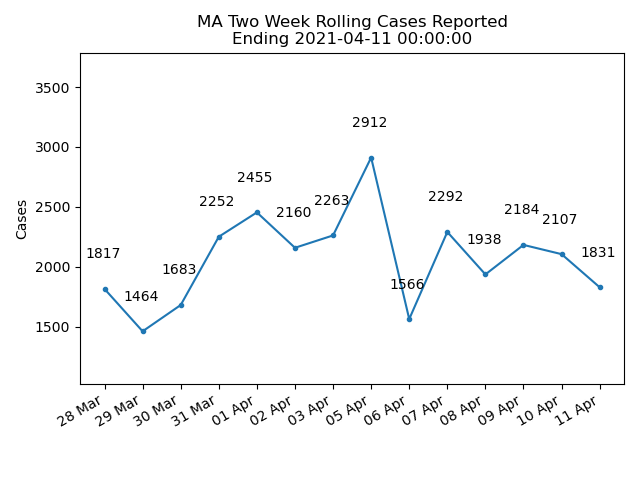 MA Two Week Rolling Cases Reported
Ending 2021-04-11 00:00:00
Cases
3500
3000
2500
2000
1500
1817
1464
1683
2252
2455
2160
2263
2912
1566
2292
1938
2184
2107
1831
28 Mar
29 Mar
30 Mar
31 Mar
01 Apr
02 Apr
03 Apr
05 Apr
06 Apr
07 Apr
08 Apr
09 Apr
10 Apr
11 Apr